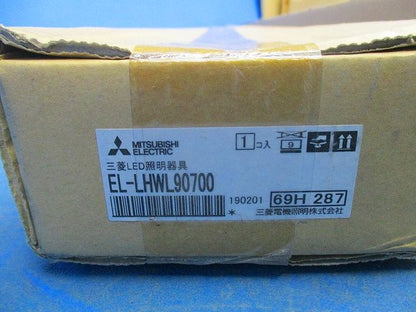 MITSUBISHI
ELECTRIC
1コ入
9
三菱LED照明器具
EL-LHWL90700
190201
69H 287
*
三菱電機照明株式会社